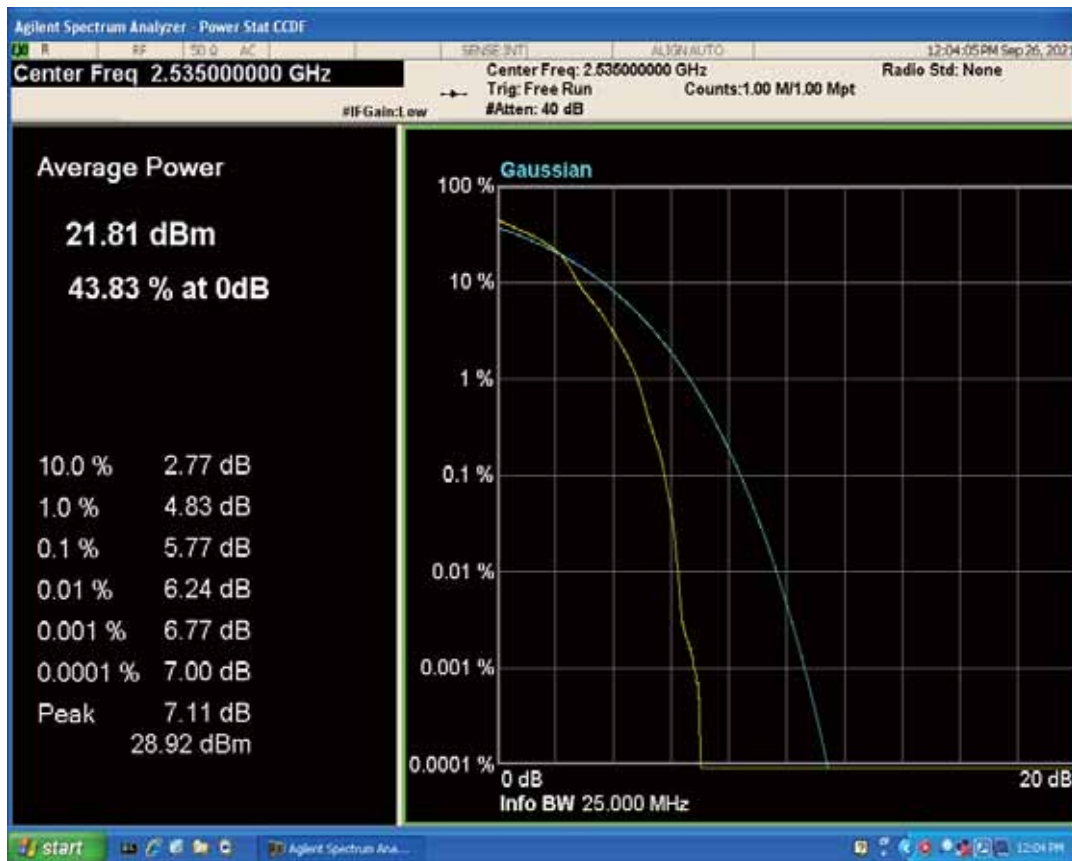 Agilent Spectrum Analyzer - Power Stat CCDF
R RF 50 Ω AC SENSE:INT ALIGN AUTO 12:04:05 PM Sep 26, 202
Center Freq 2.535000000 GHz
Center Freq: 2.535000000 GHz Radio Std: None
Trig: Free Run Counts:1.00 M/1.00 Mpt
#IFGain:Low #Atten: 40 dB
Average Power
21.81 dBm
43.83 % at 0dB
10.0 % 2.77 dB
1.0 % 4.83 dB
0.1 % 5.77 dB
0.01 % 6.24 dB
0.001 % 6.77 dB
0.0001 % 7.00 dB
Peak 7.11 dB
28.92 dBm
Gaussian
100 %
10 %
1 %
0.1 %
0.01 %
0.001 %
0.0001 %
0 dB 20 dB
Info BW 25.000 MHz
start Agilent Spectrum Ana... 12:04 PM